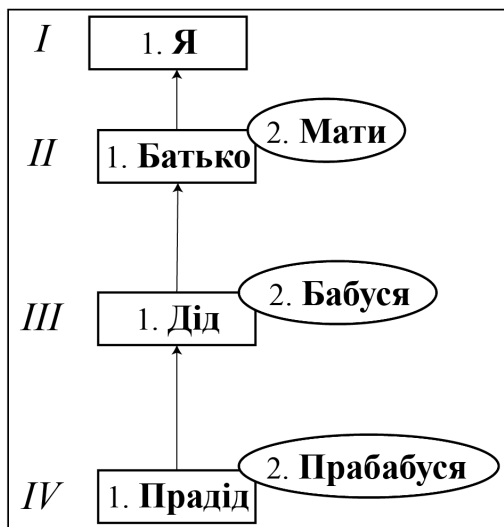 I
1. Я
2. Мати
II
1. Батько
2. Бабуся
III
1. Дід
2. Прабабуся
IV
1. Прадід